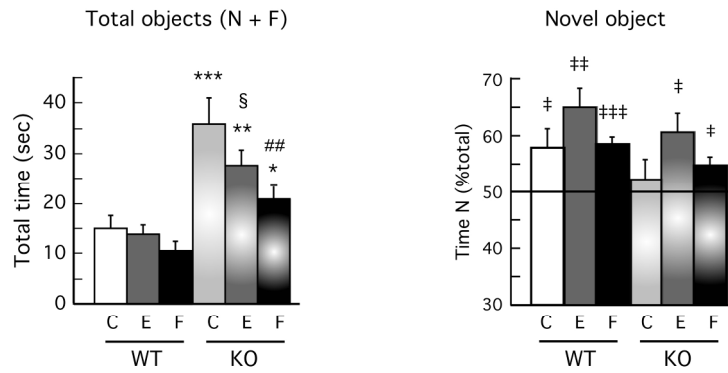 Total objects (N + F)
Total time (sec)
40
30
20
10
0
***
§
**
##
*
C E F C E F
WT KO
Novel object
Time N (%total)
70
60
50
40
30
‡
‡‡
‡‡‡
‡
‡
C E F C E F
WT KO